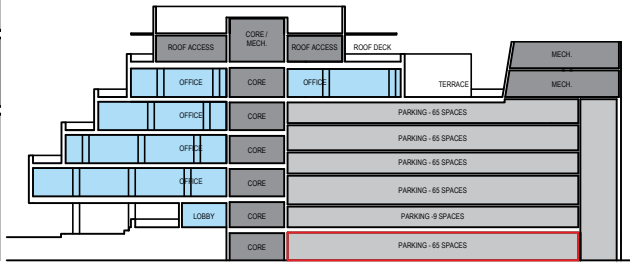 ROOF ACCESS
CORE /
MECH.
ROOF ACCESS
ROOF DECK
MECH.
OFFICE
CORE
OFFICE
TERRACE
MECH.
OFFICE
CORE
PARKING - 65 SPACES
PARKING - 65 SPACES
OFFICE
CORE
PARKING - 65 SPACES
OFFICE
CORE
PARKING - 65 SPACES
LOBBY
CORE
PARKING -9 SPACES
CORE
PARKING - 65 SPACES